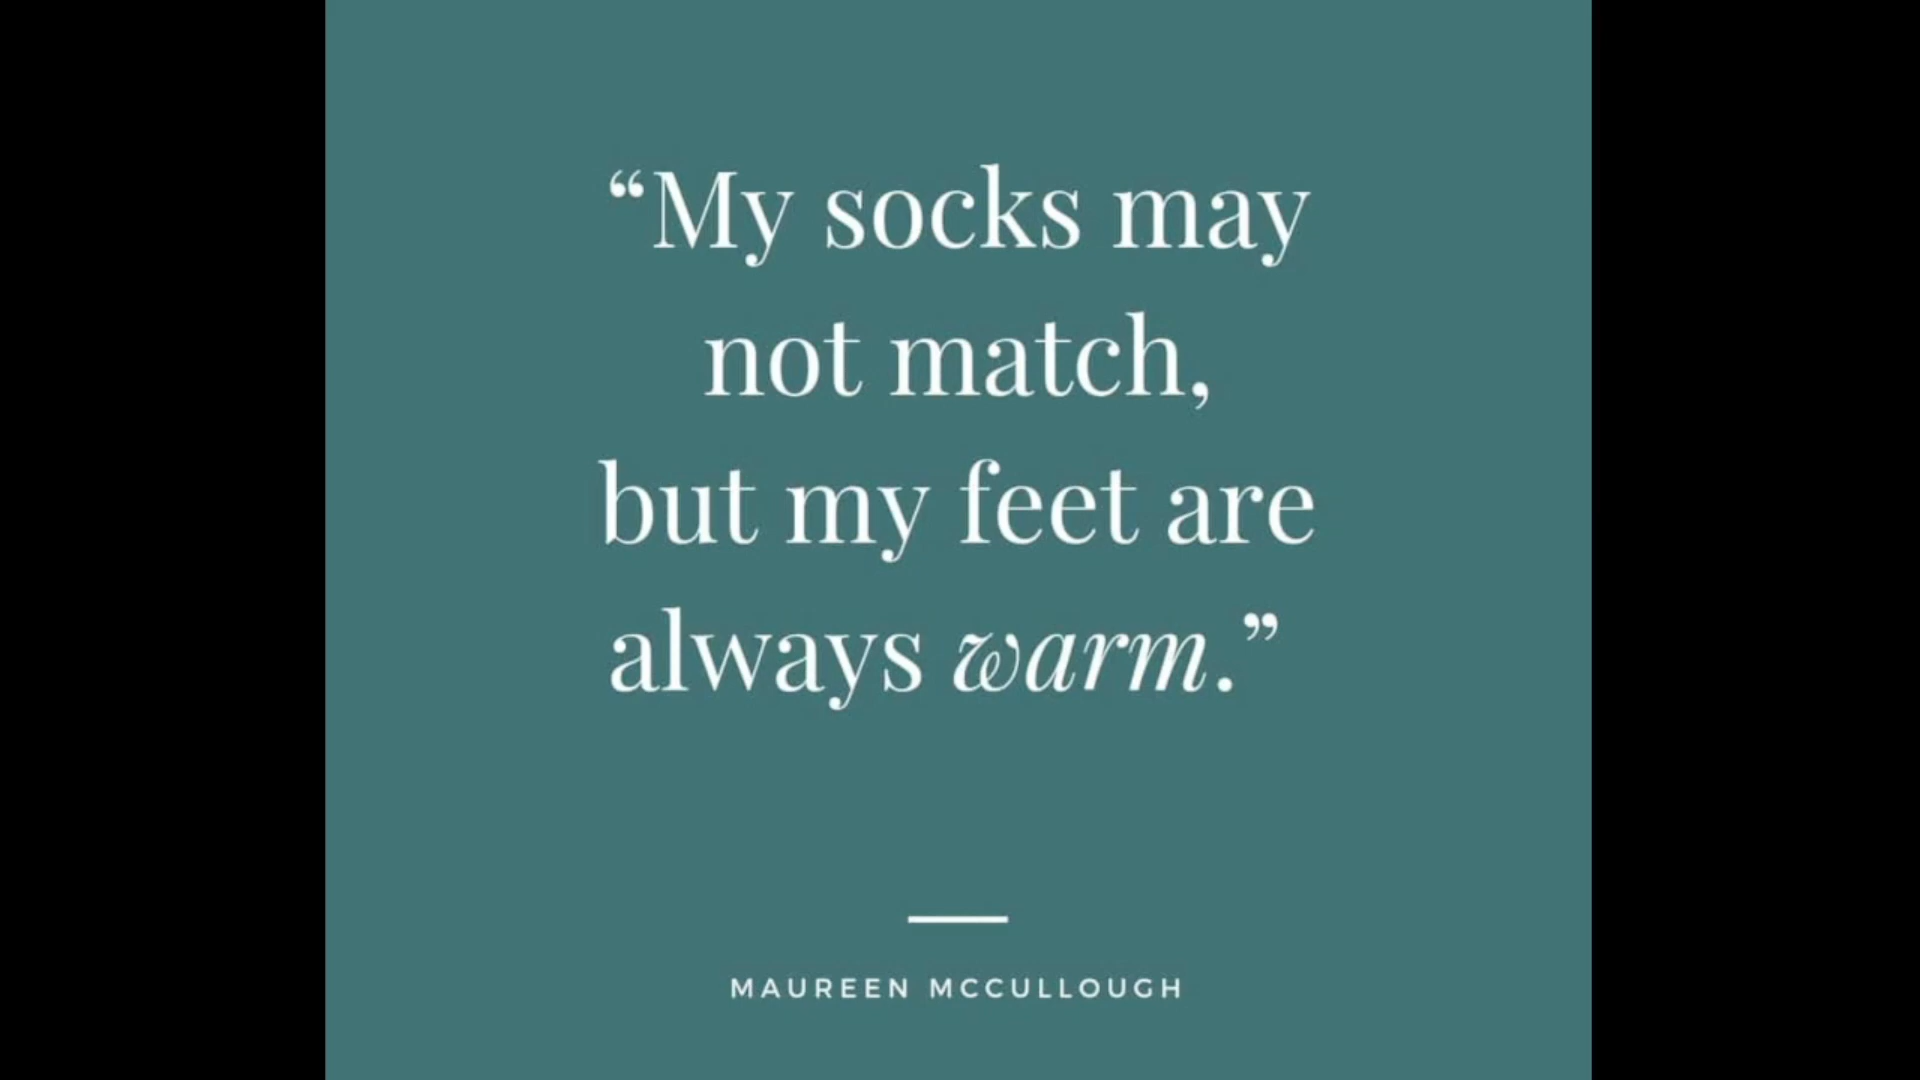 “My socks may
not match,
but my feet are
always warm.”
MAUREEN MCCULLOUGH